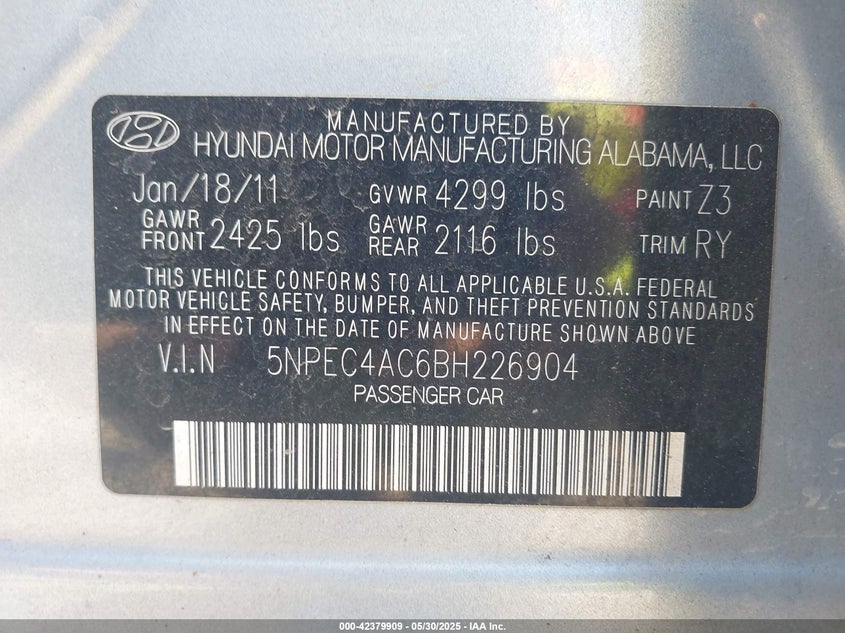 MANUFACTURED BY
HYUNDAI MOTOR MANUFACTURING ALABAMA, LLC
Jan/18/11 GVWR 4299 lbs PAINT Z3
GAWR FRONT 2425 lbs GAWR REAR 2116 lbs TRIM RY
THIS VEHICLE CONFORMS TO ALL APPLICABLE U.S.A. FEDERAL
MOTOR VEHICLE SAFETY, BUMPER, AND THEFT PREVENTION STANDARDS
IN EFFECT ON THE DATE OF MANUFACTURE SHOWN ABOVE
V.I.N 5NPEC4AC6BH226904
PASSENGER CAR
000-42379909 - 05/30/2025 - IAA Inc.